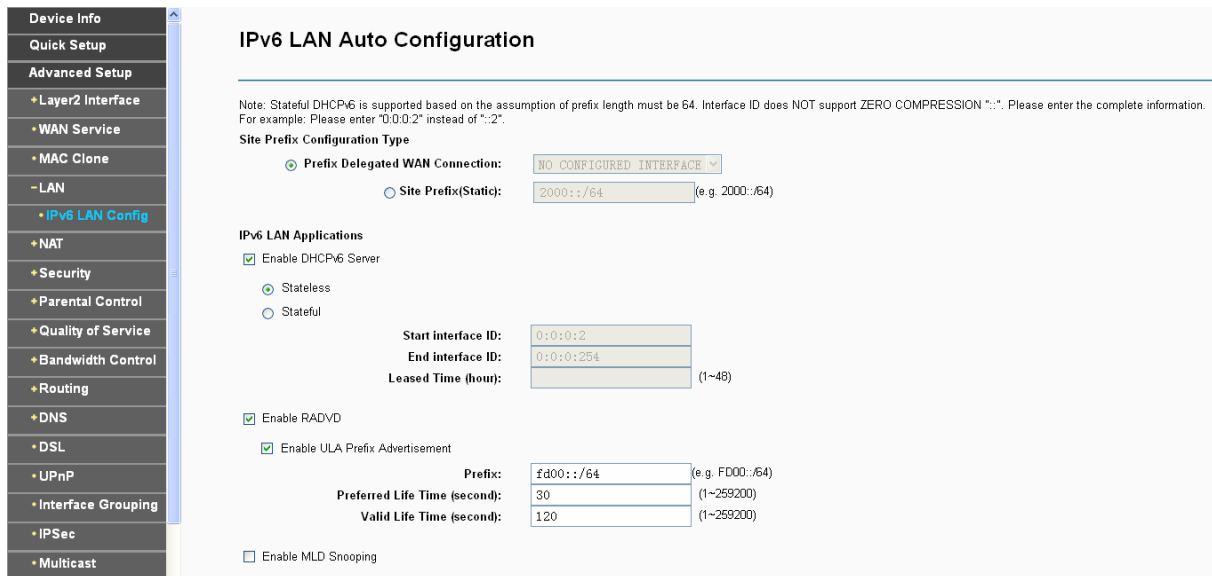 Device Info
Quick Setup
Advanced Setup
+Layer2 Interface
•WAN Service
•MAC Clone
-LAN
•IPv6 LAN Config
+NAT
+Security
+Parental Control
+Quality of Service
+Bandwidth Control
+Routing
+DNS
•DSL
•UPnP
•Interface Grouping
•IPSec
•Multicast
IPv6 LAN Auto Configuration
Note: Stateful DHCPv6 is supported based on the assumption of prefix length must be 64. Interface ID does NOT support ZERO COMPRESSION "::". Please enter the complete information.
For example: Please enter "0:0:0:2" instead of "::2".
Site Prefix Configuration Type
Prefix Delegated WAN Connection: NO CONFIGURED INTERFACE
Site Prefix(Static): 2000::/64 (e.g. 2000::/64)
IPv6 LAN Applications
Enable DHCPv6 Server
Stateless
Stateful
Start interface ID: 0:0:0:2
End interface ID: 0:0:0:254
Leased Time (hour): (1~48)
Enable RADVD
Enable ULA Prefix Advertisement
Prefix: fd00::/64 (e.g. FD00::/64)
Preferred Life Time (second): 30 (1~259200)
Valid Life Time (second): 120 (1~259200)
Enable MLD Snooping